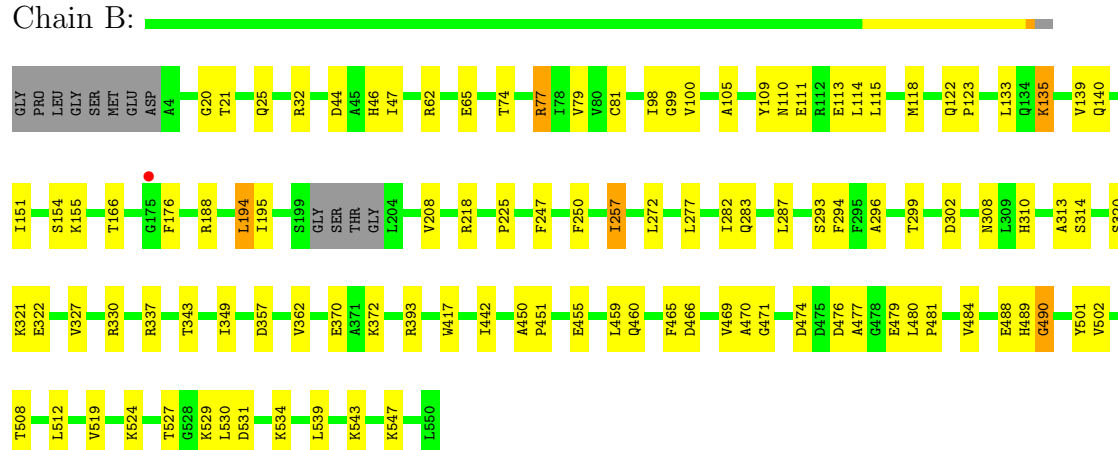 Chain B:
GLY PRO LEU GLY SER MET GLU ASP A4 G20 T21 Q25 R32 D44 A45 H46 I47 R62 E65 T74 R77 I78 V79 V80 C81 I98 G99 V100 A105 Y109 N110 E111 R112 E113 L114 L115 M118 Q122 P123 L133 Q134 K135 V139 Q140
I151 S154 K155 T166 G175 F176 R188 L194 I195 S199 GLY SER THR GLY L204 V208 R218 P225 F247 F250 I257 L272 L277 I282 Q283 L287 S293 F294 F295 A296 T299 D302 N308 L309 H310 A313 S314 S320
K321 E322 V327 R330 R337 T343 I349 D357 V362 E370 A371 K372 R393 W417 I442 A450 P451 E455 L459 Q460 F465 D466 V469 A470 G471 D474 D475 D476 A477 G478 E479 L480 P481 V484 E488 H489 G490 Y501 V502
T508 L512 V519 K524 T527 G528 K529 L530 D531 K534 L539 K543 K547 L550